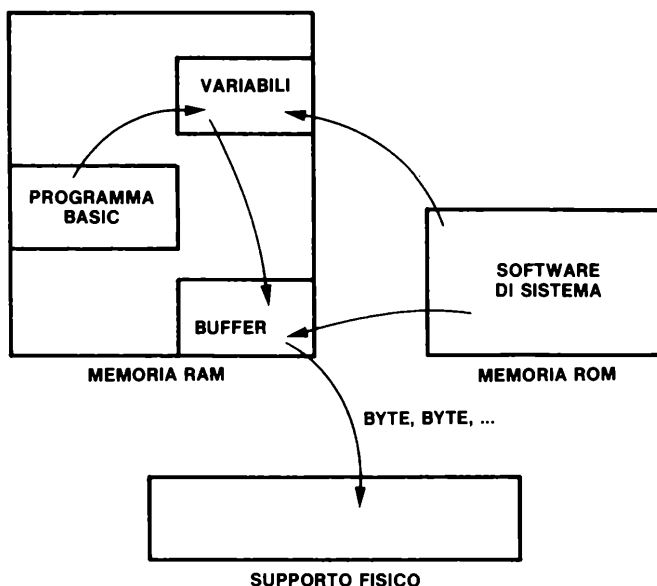 VARIABILI
PROGRAMMA
BASIC
SOFTWARE
DI SISTEMA
BUFFER
MEMORIA RAM
MEMORIA ROM
BYTE, BYTE, ...
SUPPORTO FISICO